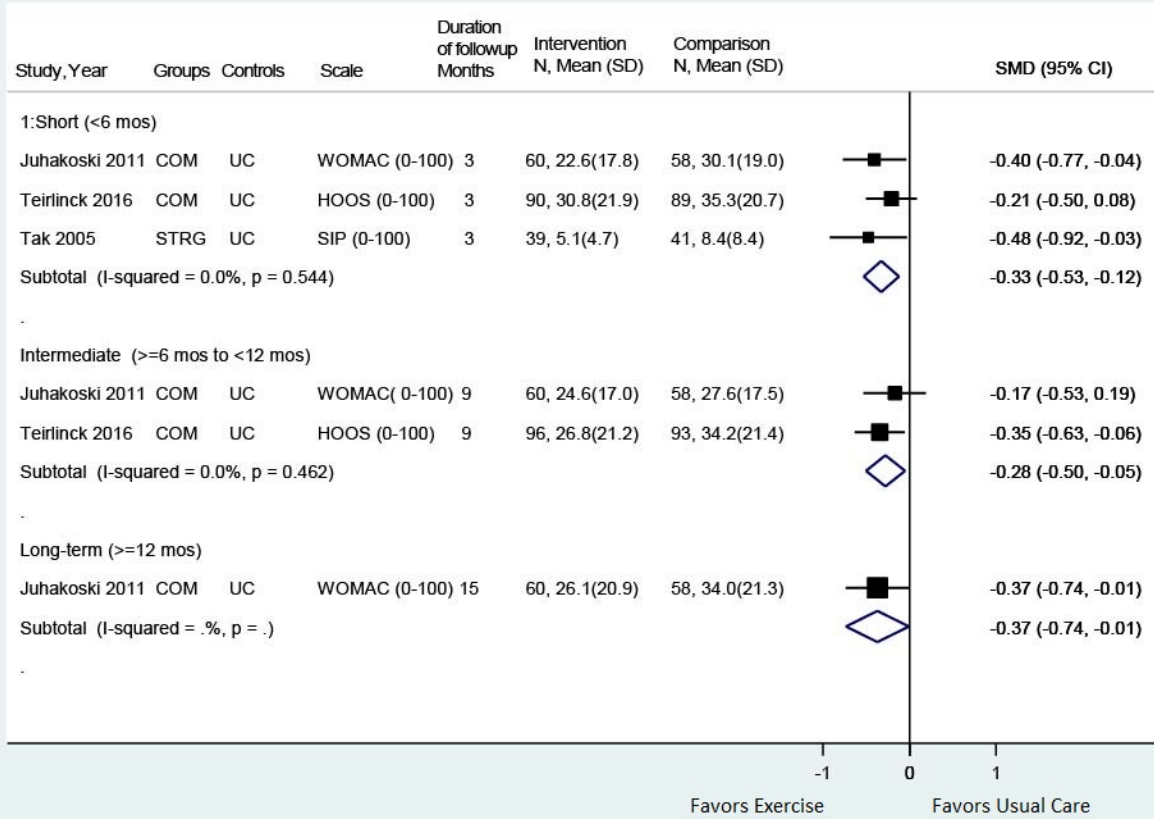 Study,Year Groups Controls Scale Duration of followup Months Intervention N, Mean (SD) Comparison N, Mean (SD) SMD (95% CI)
1:Short (<6 mos)
Juhakoski 2011 COM UC WOMAC (0-100) 3 60, 22.6(17.8) 58, 30.1(19.0) -0.40 (-0.77, -0.04)
Teirlinck 2016 COM UC HOOS (0-100) 3 90, 30.8(21.9) 89, 35.3(20.7) -0.21 (-0.50, 0.08)
Tak 2005 STRG UC SIP (0-100) 3 39, 5.1(4.7) 41, 8.4(8.4) -0.48 (-0.92, -0.03)
Subtotal (I-squared = 0.0%, p = 0.544) -0.33 (-0.53, -0.12)
.
Intermediate (>=6 mos to <12 mos)
Juhakoski 2011 COM UC WOMAC( 0-100) 9 60, 24.6(17.0) 58, 27.6(17.5) -0.17 (-0.53, 0.19)
Teirlinck 2016 COM UC HOOS (0-100) 9 96, 26.8(21.2) 93, 34.2(21.4) -0.35 (-0.63, -0.06)
Subtotal (I-squared = 0.0%, p = 0.462) -0.28 (-0.50, -0.05)
.
Long-term (>=12 mos)
Juhakoski 2011 COM UC WOMAC (0-100) 15 60, 26.1(20.9) 58, 34.0(21.3) -0.37 (-0.74, -0.01)
Subtotal (I-squared = .%, p = .) -0.37 (-0.74, -0.01)
.
-1 0 1
Favors Exercise Favors Usual Care